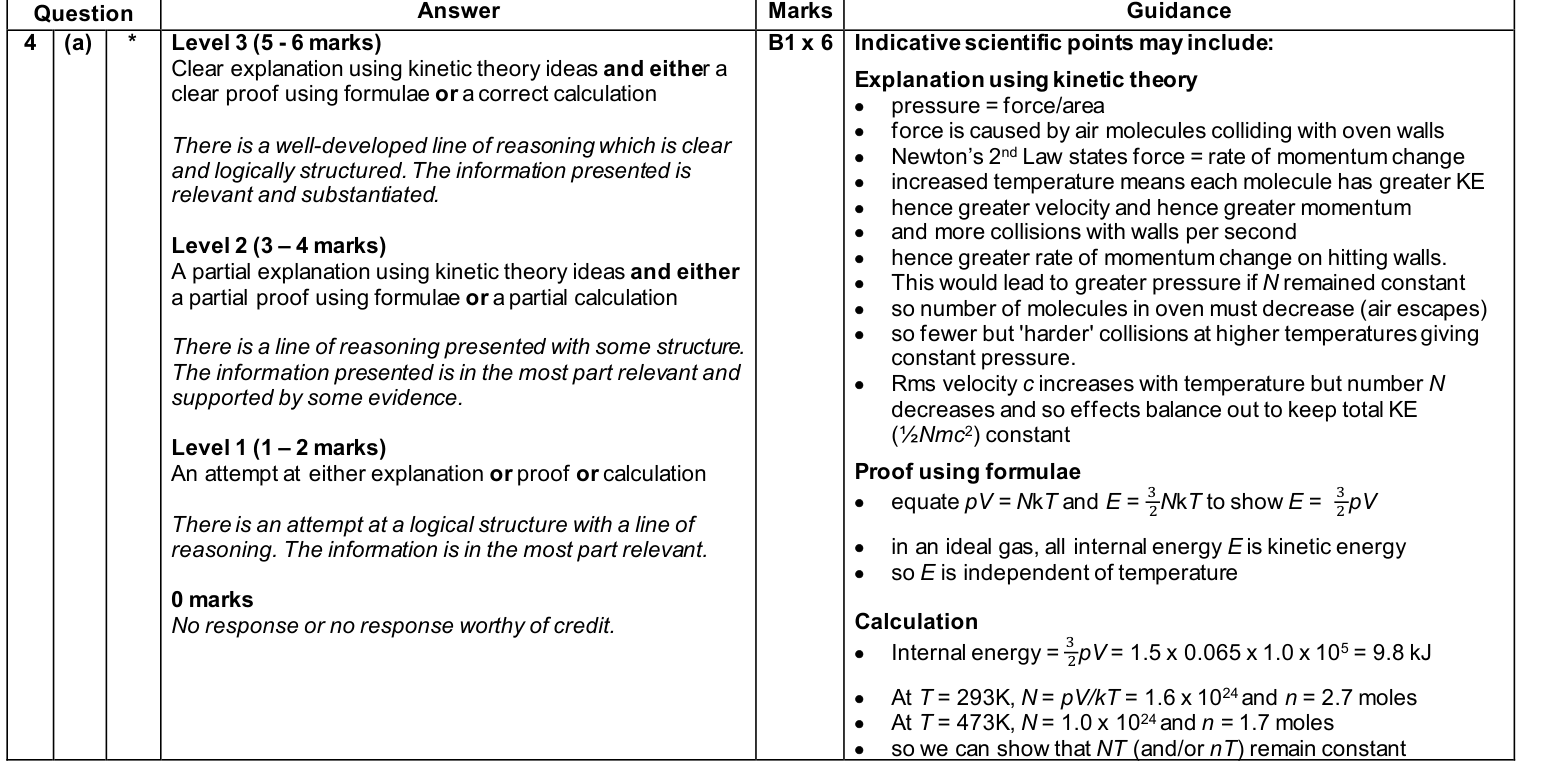 Question Answer Marks Guidance
4 (a) * Level 3 (5 - 6 marks)
Clear explanation using kinetic theory ideas and either a
clear proof using formulae or a correct calculation
There is a well-developed line of reasoning which is clear
and logically structured. The information presented is
relevant and substantiated.
Level 2 (3 – 4 marks)
A partial explanation using kinetic theory ideas and either
a partial proof using formulae or a partial calculation
There is a line of reasoning presented with some structure.
The information presented is in the most part relevant and
supported by some evidence.
Level 1 (1 – 2 marks)
An attempt at either explanation or proof or calculation
There is an attempt at a logical structure with a line of
reasoning. The information is in the most part relevant.
0 marks
No response or no response worthy of credit.
B1 x 6
Indicative scientific points may include:
Explanation using kinetic theory
• pressure = force/area
• force is caused by air molecules colliding with oven walls
• Newton's 2nd Law states force = rate of momentum change
• increased temperature means each molecule has greater KE
• hence greater velocity and hence greater momentum
• and more collisions with walls per second
• hence greater rate of momentum change on hitting walls.
• This would lead to greater pressure if N remained constant
• so number of molecules in oven must decrease (air escapes)
• so fewer but 'harder' collisions at higher temperatures giving
constant pressure.
• Rms velocity c increases with temperature but number N
decreases and so effects balance out to keep total KE
(½Nmc²) constant
Proof using formulae
• equate pV = NkT and E = 3/2 NkT to show E = 3/2 pV
• in an ideal gas, all internal energy E is kinetic energy
• so E is independent of temperature
Calculation
• Internal energy = 3/2 pV = 1.5 x 0.065 x 1.0 x 10⁵ = 9.8 kJ
• At T = 293K, N = pV/kT = 1.6 x 10²⁴ and n = 2.7 moles
• At T = 473K, N = 1.0 x 10²⁴ and n = 1.7 moles
• so we can show that NT (and/or nT) remain constant